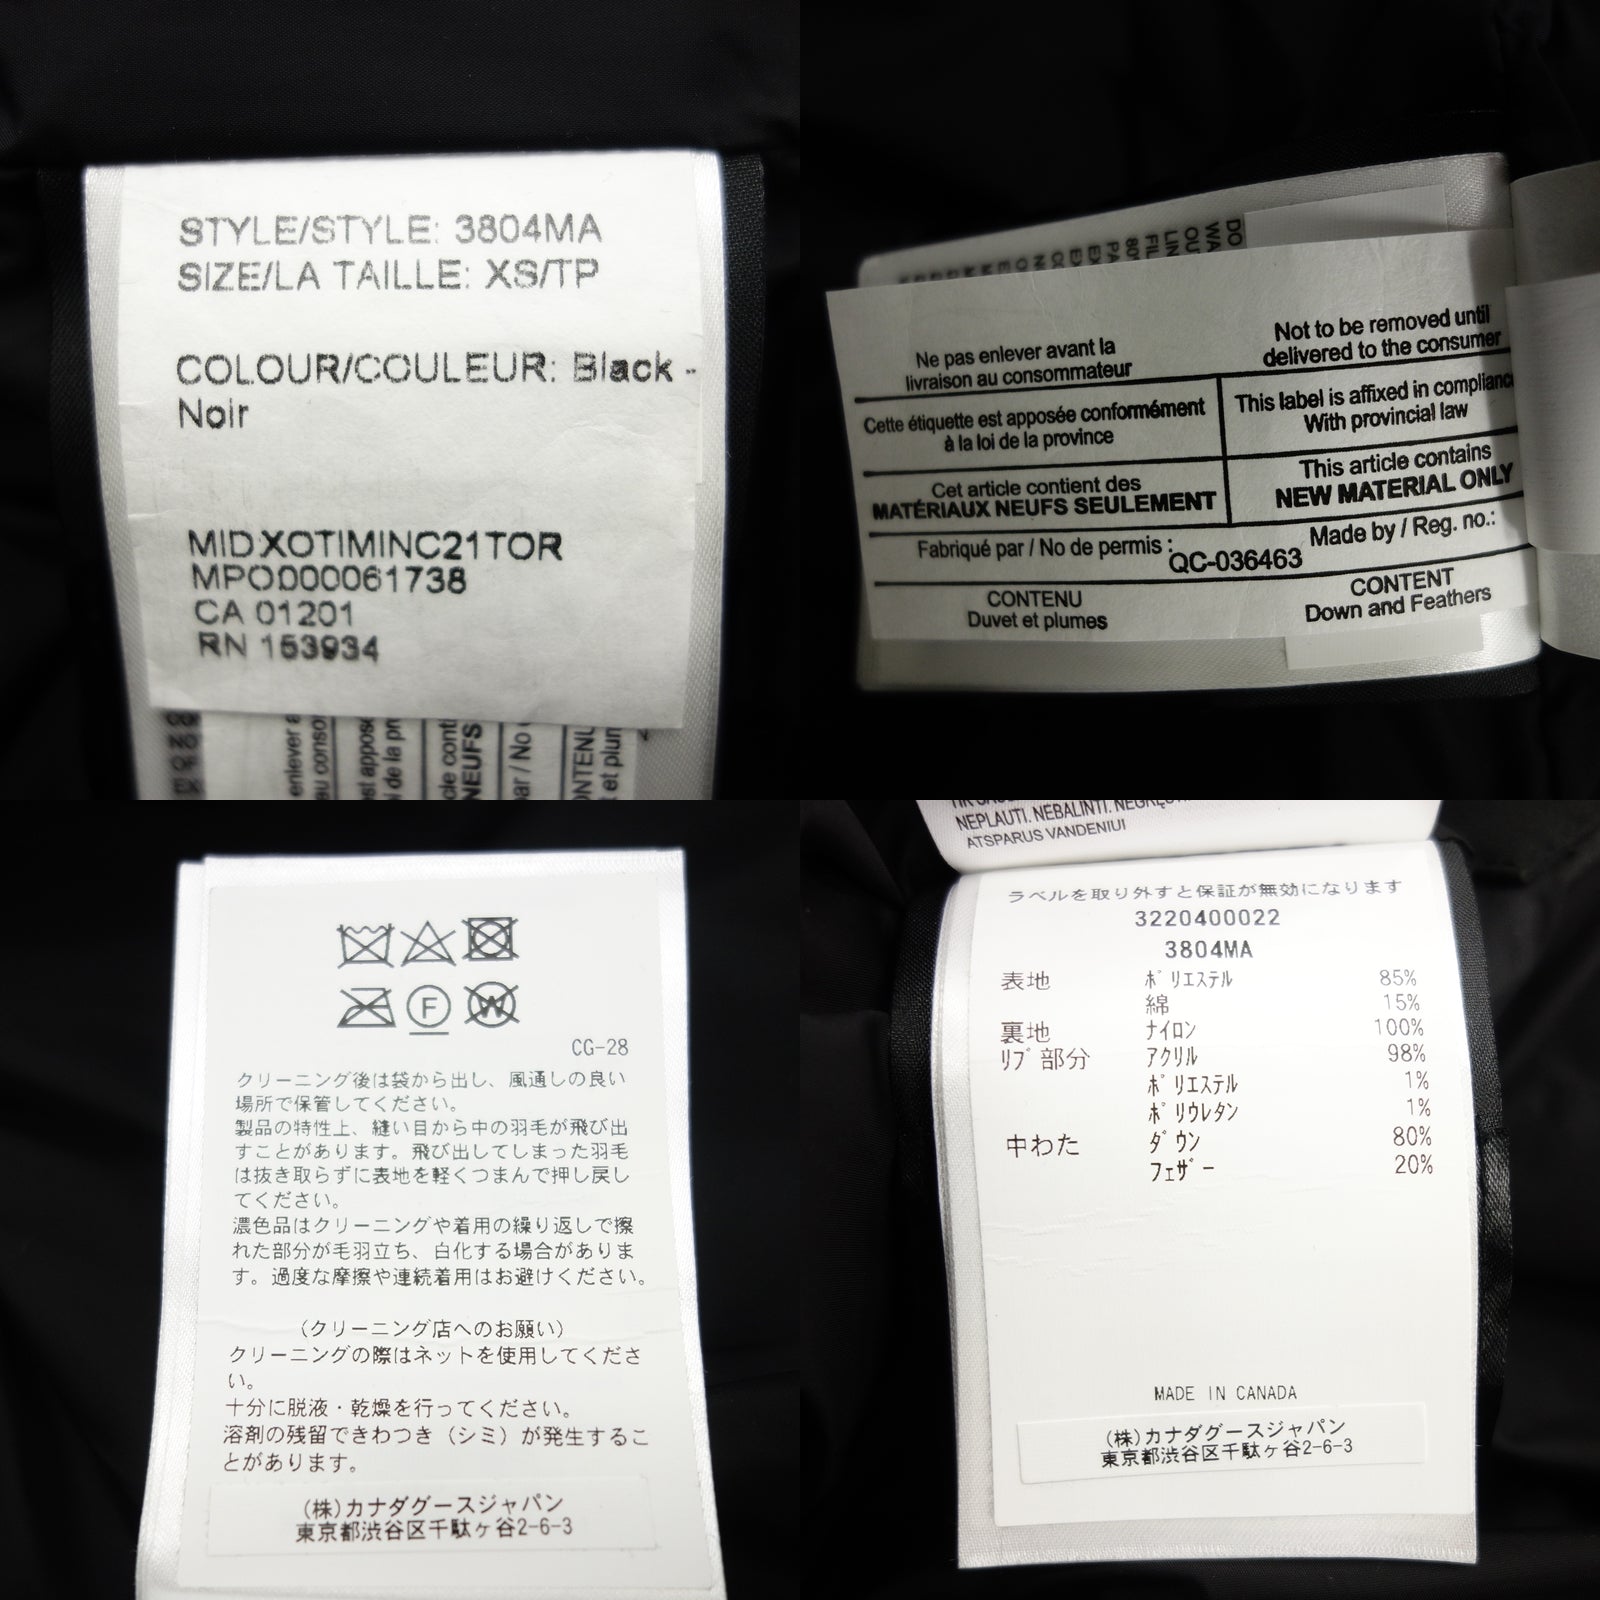 STYLE/STYLE: 3804MA
SIZE/LA TAILLE: XS/TP
COLOUR/COULEUR: Black -
Noir
MIDXOTIMINC21TOR
MPO000061738
CA 01201
RN 153934
Ne pas enlever avant la
livraison au consommateur
Not to be removed until
delivered to the consumer
Cette étiquette est apposée conformément
à la loi de la province
This label is affixed in compliance
With provincial law
Cet article contient des
MATÉRIAUX NEUFS SEULEMENT
This article contains
NEW MATERIAL ONLY
Fabriqué par / No de permis :
Made by / Reg. no.:
QC-036463
CONTENU
Duvet et plumes
CONTENT
Down and Feathers
F
W
CG-28
クリーニング後は袋から出し、風通しの良い
場所で保管してください。
製品の特性上、縫い目から中の羽毛が飛び出
すことがあります。飛び出してしまった羽毛
は抜き取らずに表地を軽くつまんで押し戻し
てください。
濃色品はクリーニングや着用の繰り返しで擦
れた部分が毛羽立ち、白化する場合がありま
す。過度な摩擦や連続着用はお避けください。
(クリーニング店へのお願い)
クリーニングの際はネットを使用してくださ
い。
十分に脱液・乾燥を行ってください。
溶剤の残留できわつき(シミ)が発生するこ
とがあります。
(株)カナダグースジャパン
東京都渋谷区千駄ヶ谷2-6-3
NEPLAUTI. NEBALINTI.
ATSPARUS VANDENIUI
ラベルを取り外すと保証が無効になります
3220400022
3804MA
表地 ポリエステル 85%
綿 15%
裏地 ナイロン 100%
リブ部分 アクリル 98%
ポリエステル 1%
ポリウレタン 1%
中わた ダウン 80%
フェザー 20%
MADE IN CANADA
(株)カナダグースジャパン
東京都渋谷区千駄ヶ谷2-6-3